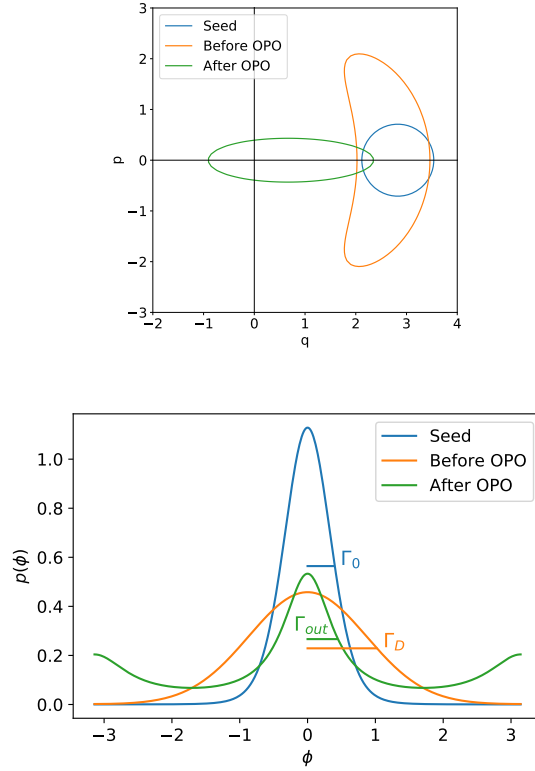 3
2
1
0
−1
−2
−3
p
Seed
Before OPO
After OPO
−2
−1
0
1
2
3
4
q
1.0
0.8
0.6
0.4
0.2
0.0
p(ϕ)
Seed
Before OPO
After OPO
Γ0
Γout
ΓD
−3
−2
−1
0
1
2
3
ϕ